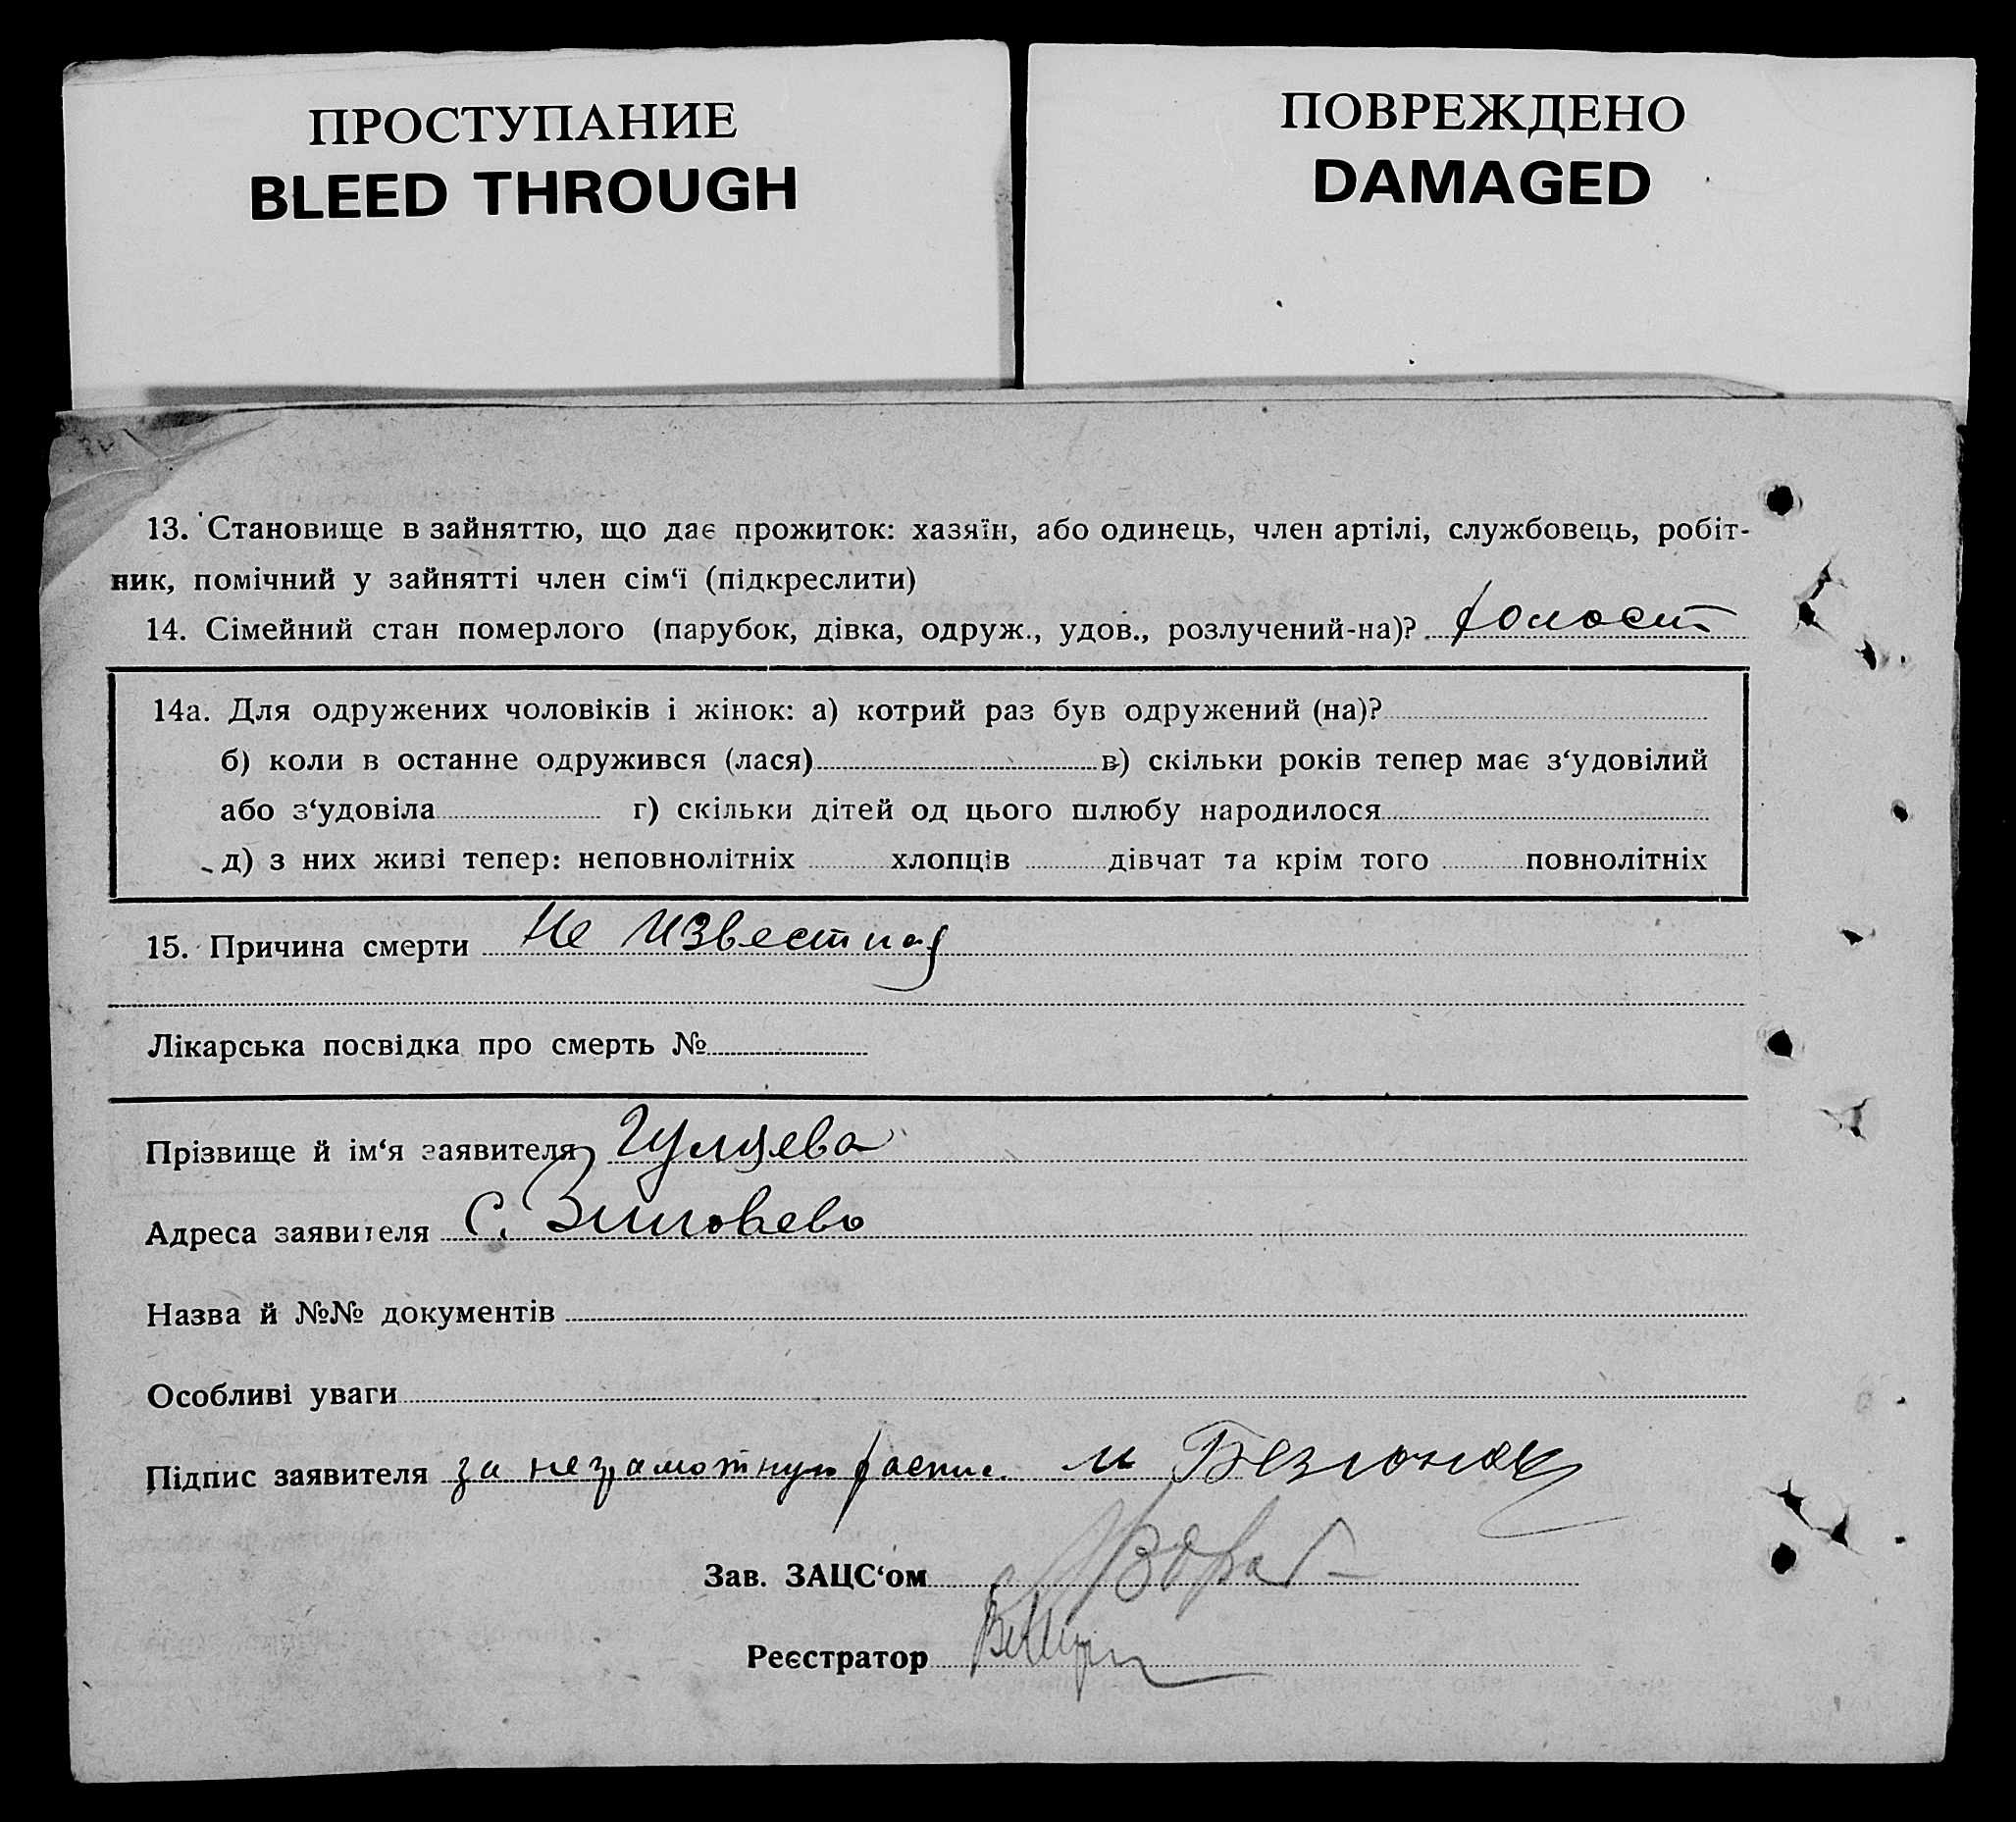 ПРОСТУПАНИЕ
BLEED THROUGH
ПОВРЕЖДЕНО
DAMAGED
13. Становище в зайняттю, що дає прожиток: хазяїн, або одинець, член артілі, службовець, робіт-
ник, помічний у зайнятті член сім‘ї (підкреслити)
14. Сімейний стан померлого (парубок, дівка, одруж., удов., розлучений-на)? холост
14а. Для одружених чоловіків і жінок: а) котрий раз був одружений (на)?
б) коли в останне одружився (лася) в) скільки років тепер має з‘удовілий
або з‘удовіла г) скільки дітей од цього шлюбу народилося
д) з них живі тепер: неповнолітніх хлопців дівчат та крім того повнолітніх
15. Причина смерти Не известная
Лікарська посвідка про смерть №
Прізвище й ім‘я заявителя
Адреса заявителя с. Зиновьево
Назва й №№ документів
Особливі уваги
Підпис заявителя за неграмотную распис.
Зав. ЗАЦС‘ом
Реєстратор